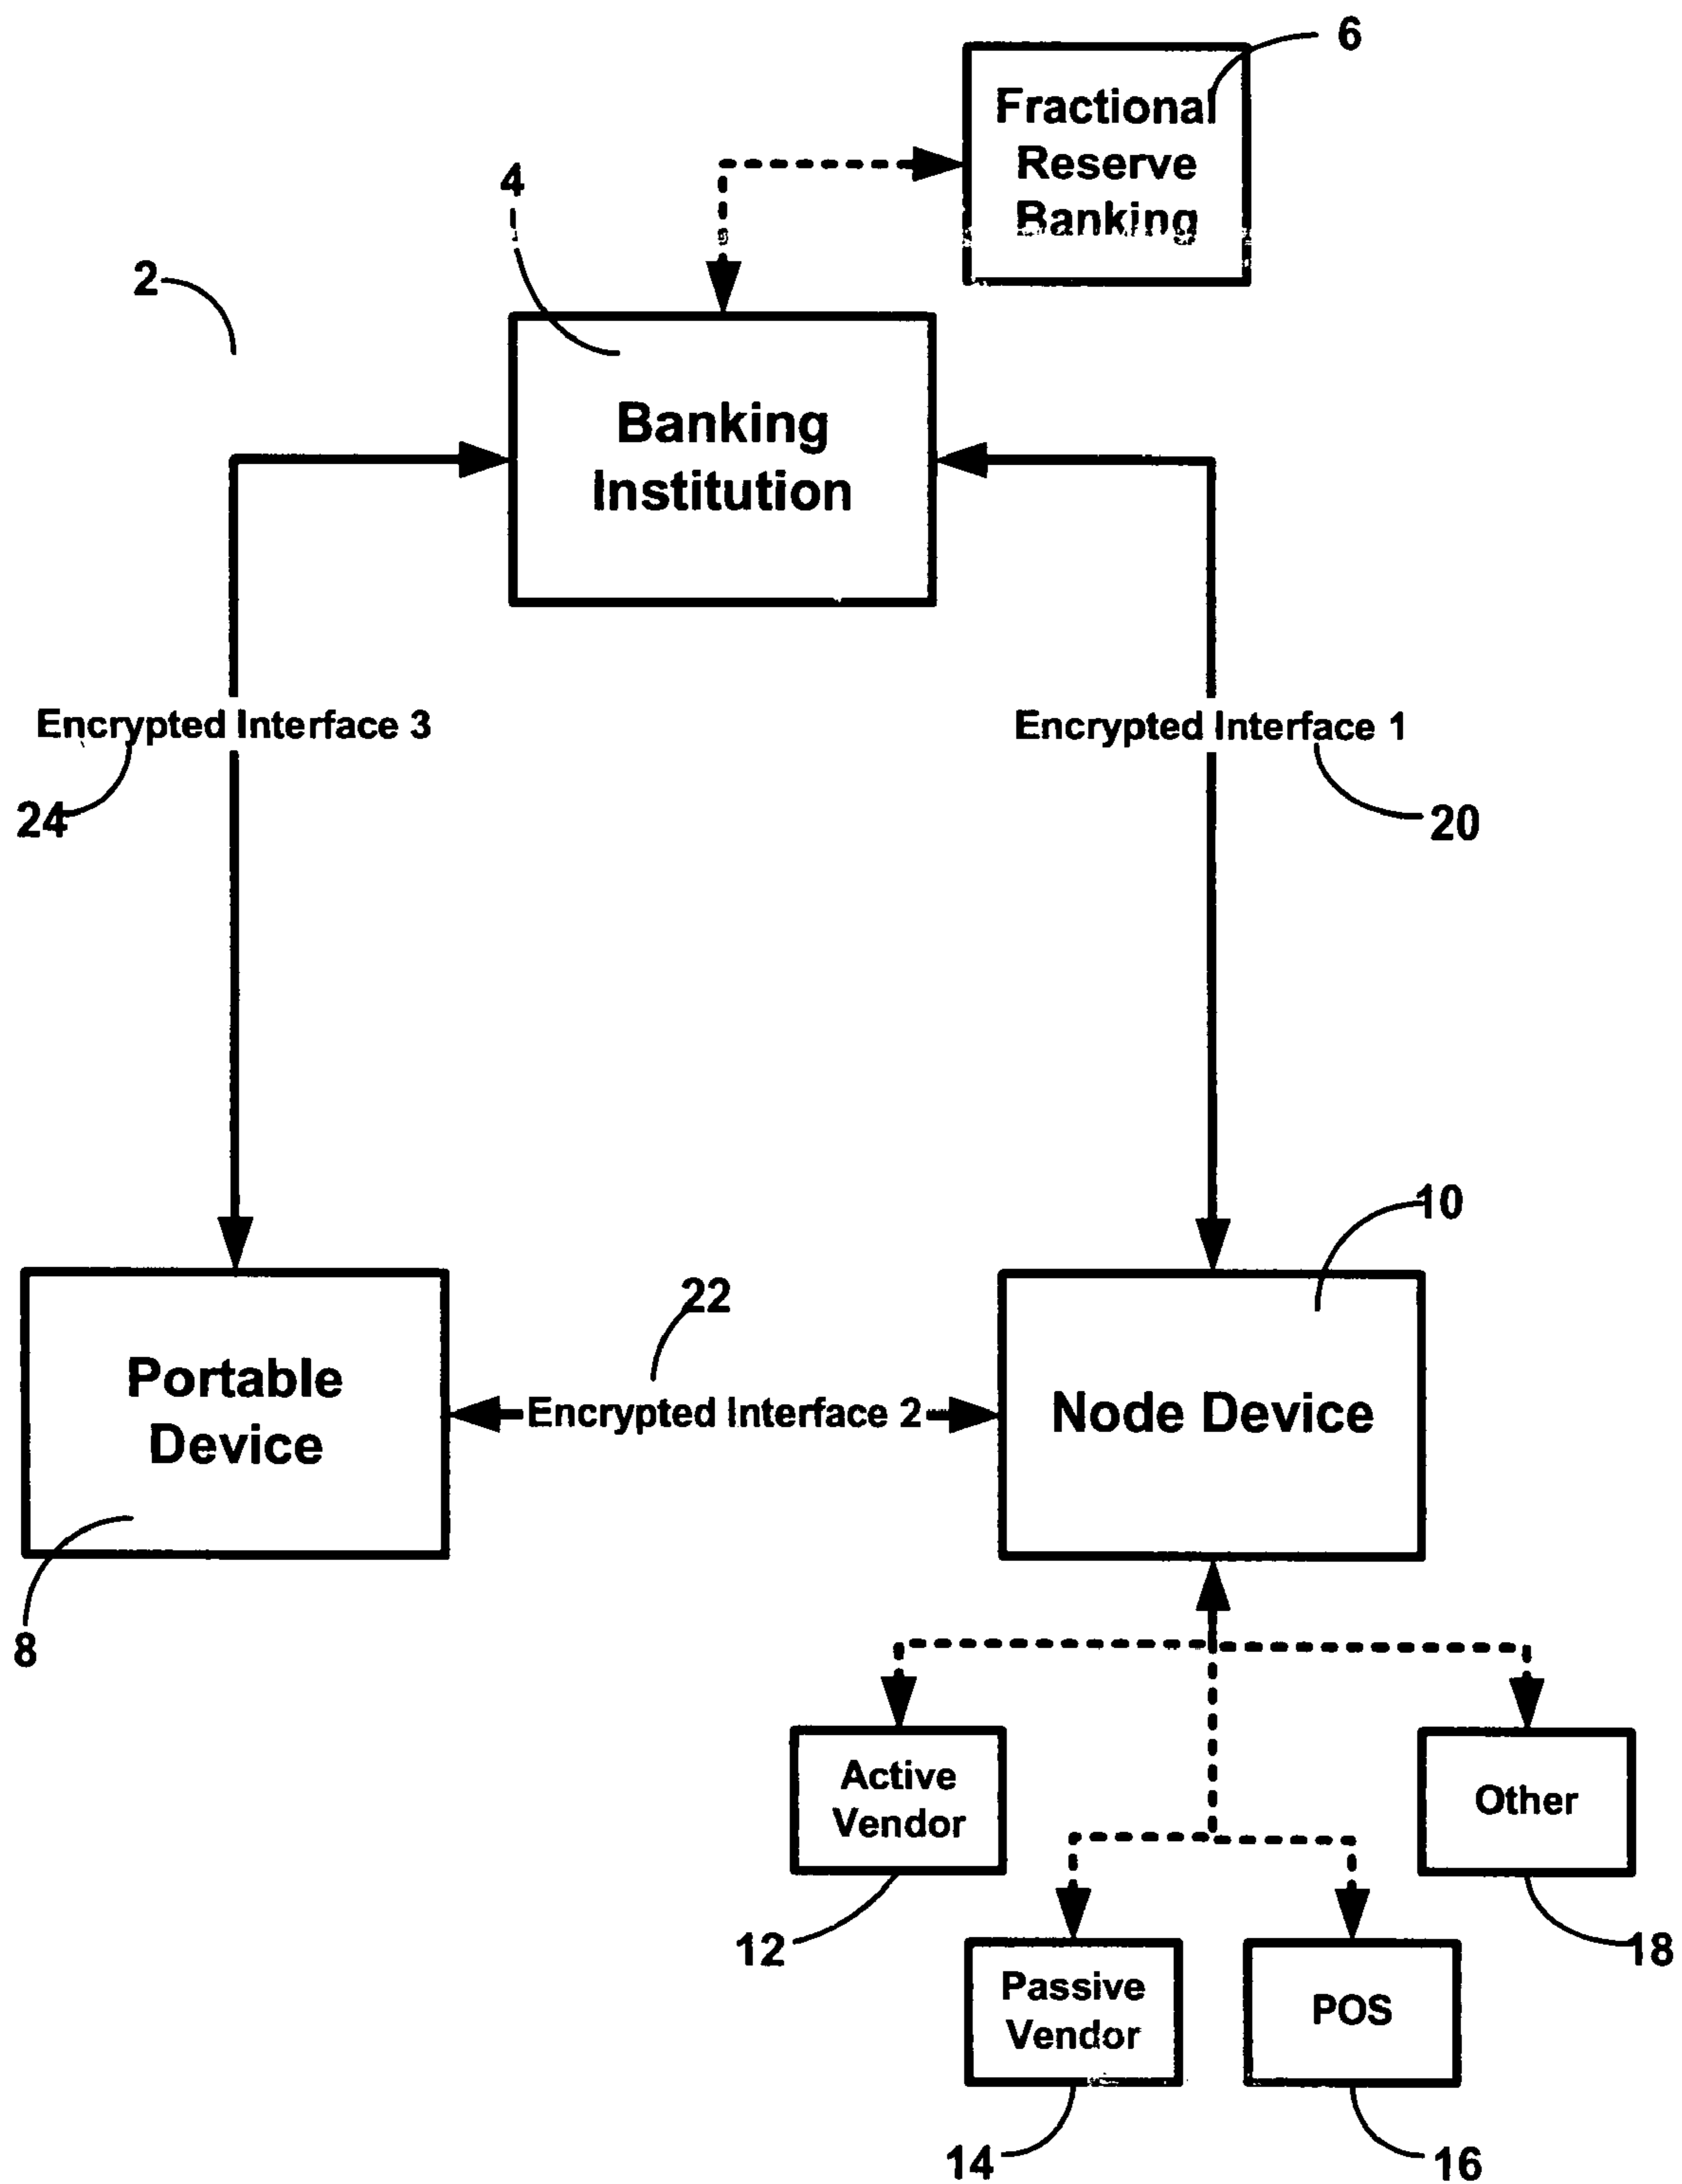 6
Fractional
Reserve
Banking
4
2
Banking
Institution
Encrypted Interface 3
Encrypted Interface 1
24
20
10
22
Portable
Device
Encrypted Interface 2
Node Device
8
Active
Vendor
Other
12
18
Passive
Vendor
POS
14
16